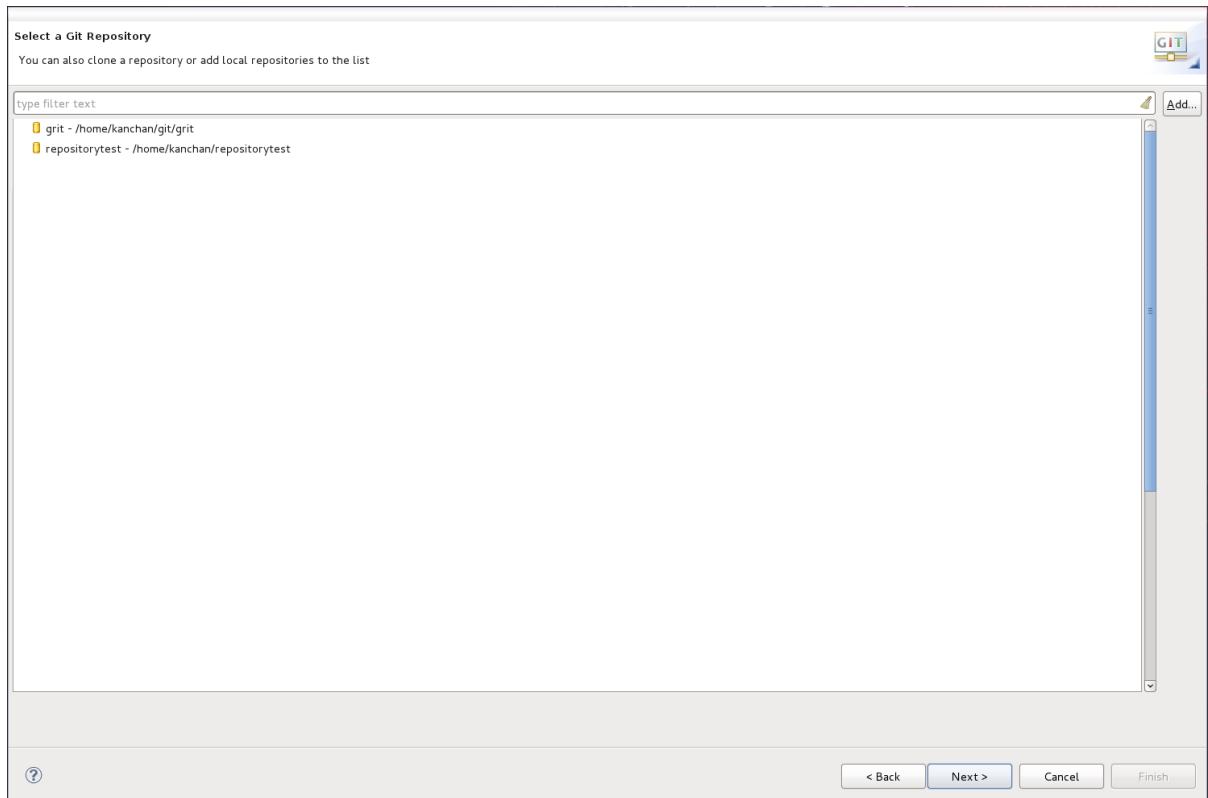 Select a Git Repository
You can also clone a repository or add local repositories to the list
GIT
type filter text
Add...
grit - /home/kanchan/git/grit
repositorytest - /home/kanchan/repositorytest
?
< Back
Next >
Cancel
Finish